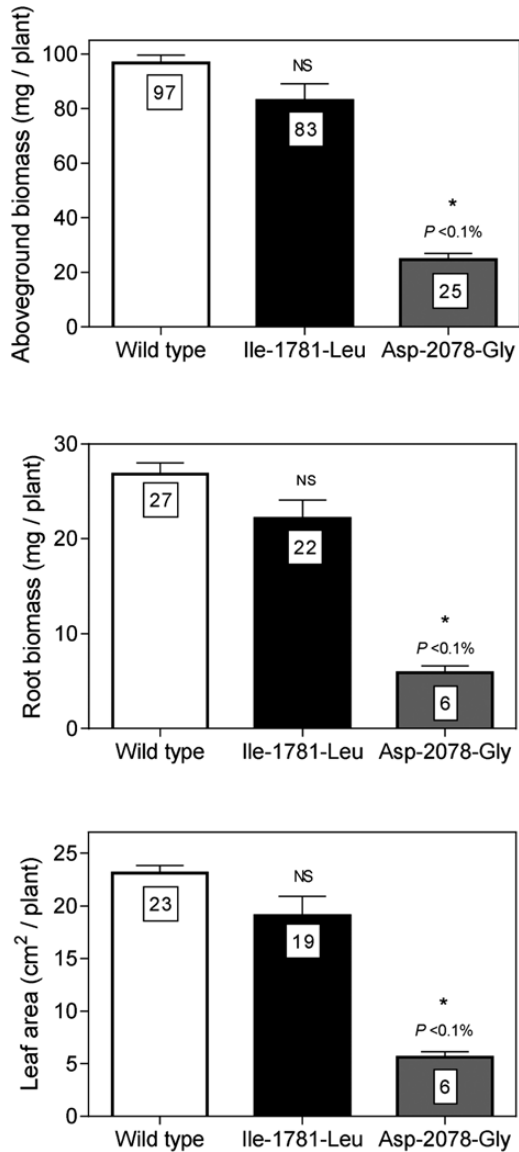 Aboveground biomass (mg / plant)
100
80
60
40
20
0
97
NS
83
*
P <0.1%
25
Wild type
Ile-1781-Leu
Asp-2078-Gly
Root biomass (mg / plant)
30
20
10
0
27
NS
22
*
P <0.1%
6
Wild type
Ile-1781-Leu
Asp-2078-Gly
Leaf area (cm² / plant)
25
20
15
10
5
0
23
NS
19
*
P <0.1%
6
Wild type
Ile-1781-Leu
Asp-2078-Gly